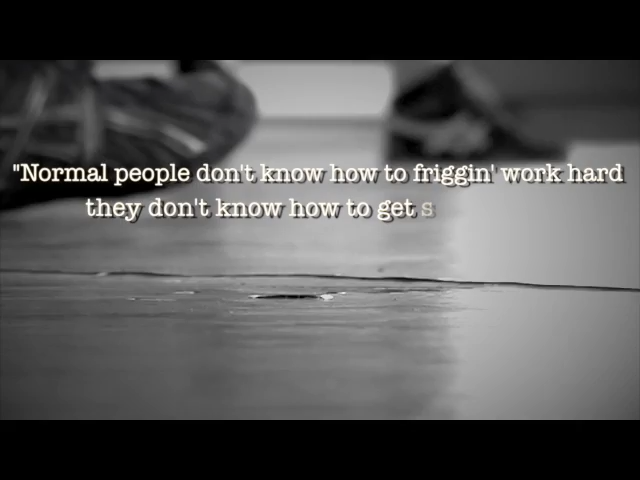 "Normal people don't know how to friggin' work hard
they don't know how to get s